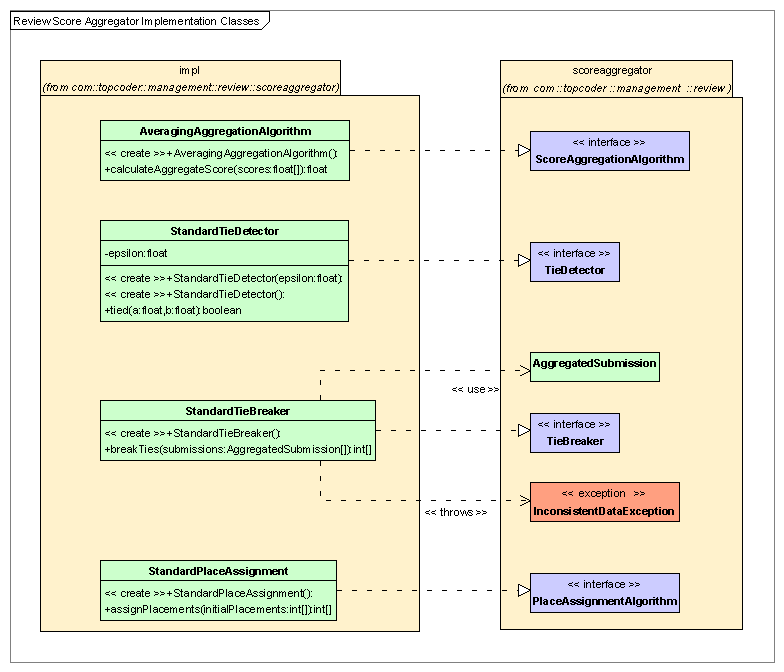 Review Score Aggregator Implementation Classes
impl
(from com::topcoder::management::review::scoreaggregator)
AveragingAggregationAlgorithm
<< create >>+AveragingAggregationAlgorithm():
+calculateAggregateScore(scores:float[]):float
StandardTieDetector
-epsilon:float
<< create >>+StandardTieDetector(epsilon:float):
<< create >>+StandardTieDetector():
+tied(a:float,b:float):boolean
StandardTieBreaker
<< create >>+StandardTieBreaker():
+breakTies(submissions:AggregatedSubmission[]):int[]
StandardPlaceAssignment
<< create >>+StandardPlaceAssignment():
+assignPlacements(initialPlacements:int[]):int[]
<< use >>
<< throws >>
scoreaggregator
(from com::topcoder ::management ::review )
<< interface >>
ScoreAggregationAlgorithm
<< interface >>
TieDetector
AggregatedSubmission
<< interface >>
TieBreaker
<< exception >>
InconsistentDataException
<< interface >>
PlaceAssignmentAlgorithm